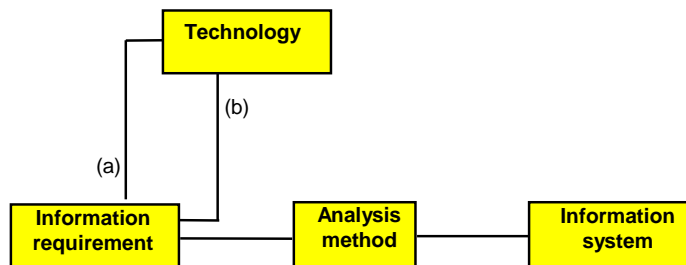 Technology
(b)
(a)
Information
requirement
Analysis
method
Information
system